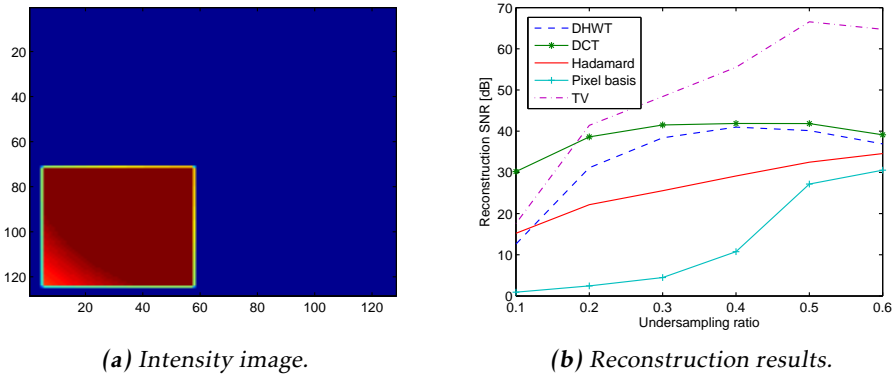 20
40
60
80
100
120
20 40 60 80 100 120
(a) Intensity image.
70
60
50
40
30
20
10
0
Reconstruction SNR [dB]
DHWT
DCT
Hadamard
Pixel basis
TV
0.1 0.2 0.3 0.4 0.5 0.6
Undersampling ratio
(b) Reconstruction results.